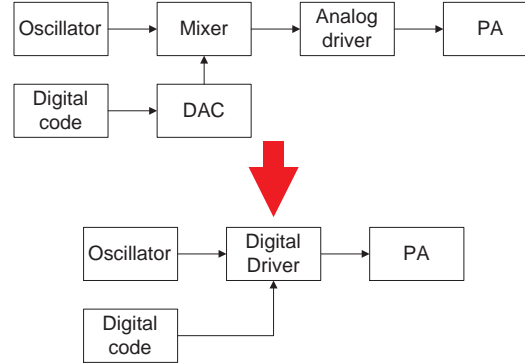 Oscillator
Mixer
Analog
driver
PA
Digital
code
DAC
Oscillator
Digital
Driver
PA
Digital
code